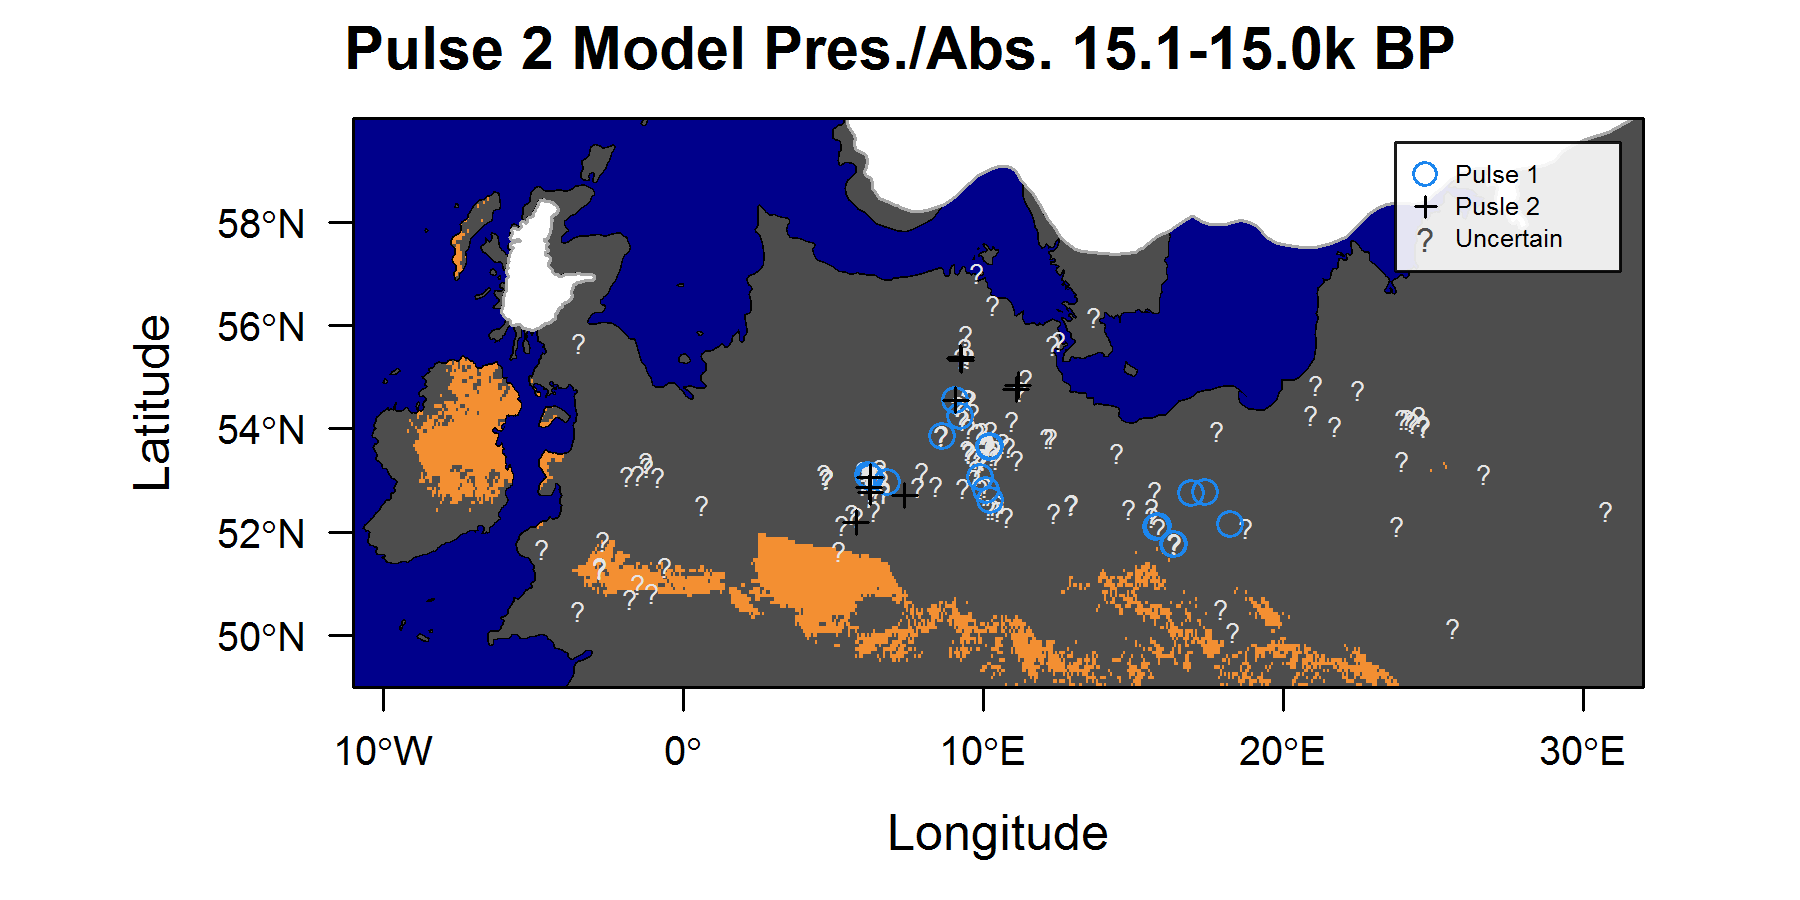 Pulse 2 Model Pres./Abs. 15.1-15.0k BP
Pulse 1
Pusle 2
? Uncertain
58°N
56°N
54°N
52°N
50°N
Latitude
10°W 0° 10°E 20°E 30°E
Longitude